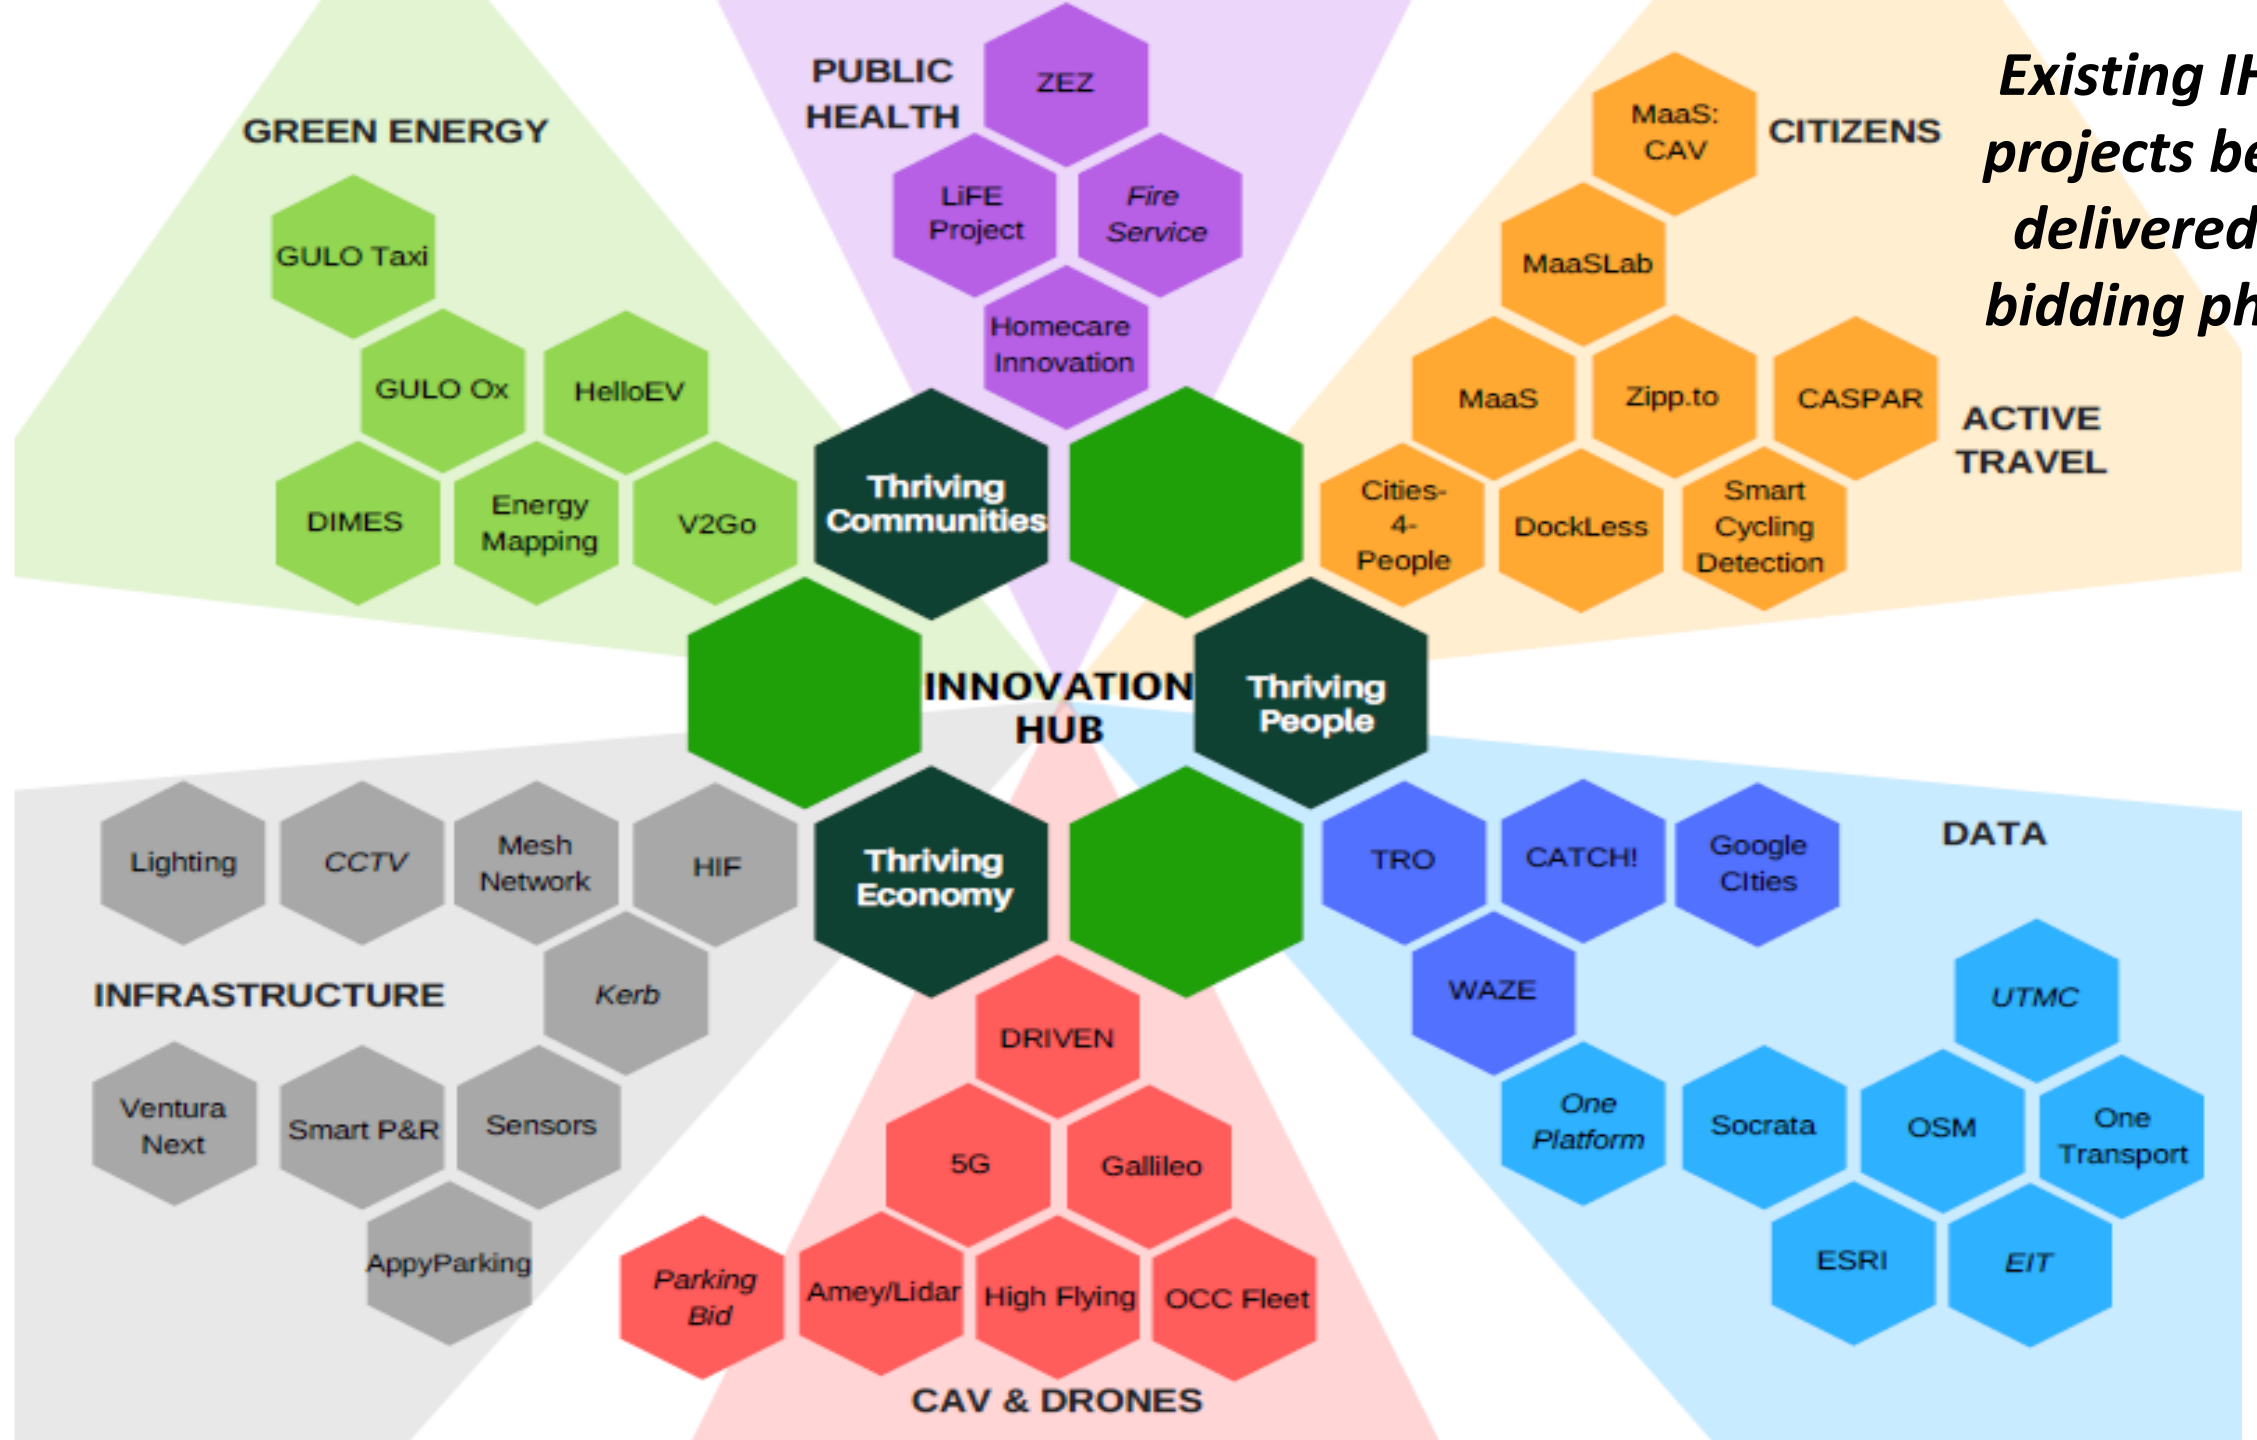 GREEN ENERGY
GULO Taxi
GULO Ox
HelloEV
DIMES
Energy
Mapping
V2Go
PUBLIC
HEALTH
ZEZ
LiFE
Project
Fire
Service
Homecare
Innovation
MaaS:
CAV
CITIZENS
MaaSLab
MaaS
Zipp.to
CASPAR
ACTIVE
TRAVEL
Cities-
4-
People
DockLess
Smart
Cycling
Detection
Existing
projects
delivered
bidding
Thriving
Communities
INNOVATION
HUB
Thriving
People
Thriving
Economy
Lighting
CCTV
Mesh
Network
HIF
Kerb
INFRASTRUCTURE
Ventura
Next
Smart P&R
Sensors
AppyParking
DRIVEN
5G
Gallileo
Parking
Bid
Amey/Lidar
High Flying
OCC Fleet
CAV & DRONES
DATA
TRO
CATCH!
Google
CIties
WAZE
UTMC
One
Platform
Socrata
OSM
One
Transport
ESRI
EIT